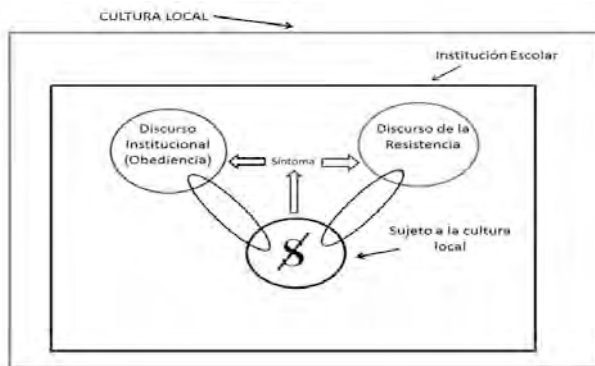 CULTURA LOCAL
Institución Escolar
Discurso
Institucional
(Obediencia)
Síntoma
Discurso de la
Resistencia
$
Sujeto a la cultura
local